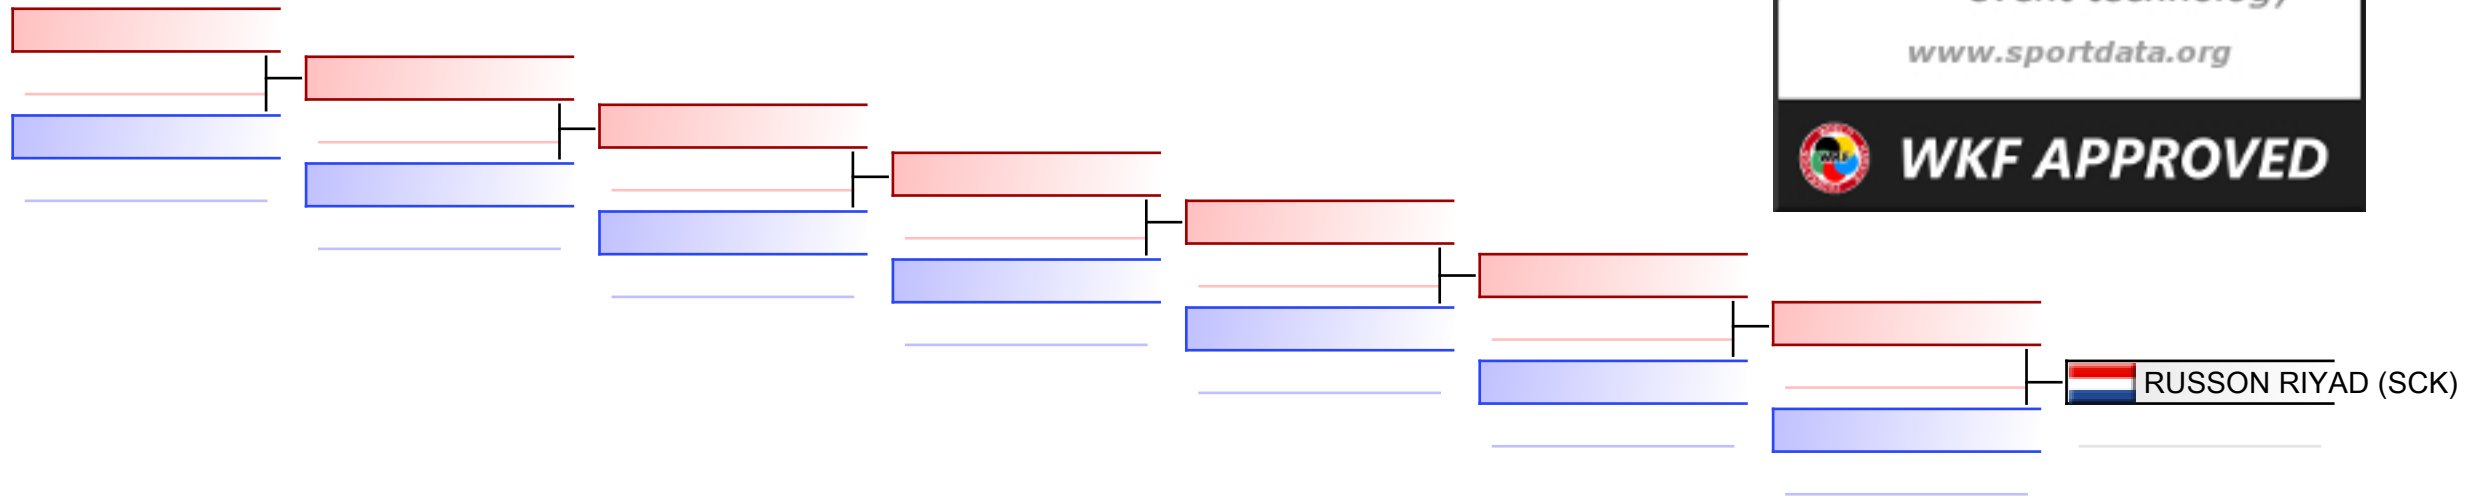 www.sportdata.org
WKF APPROVED
RUSSON RIYAD (SCK)